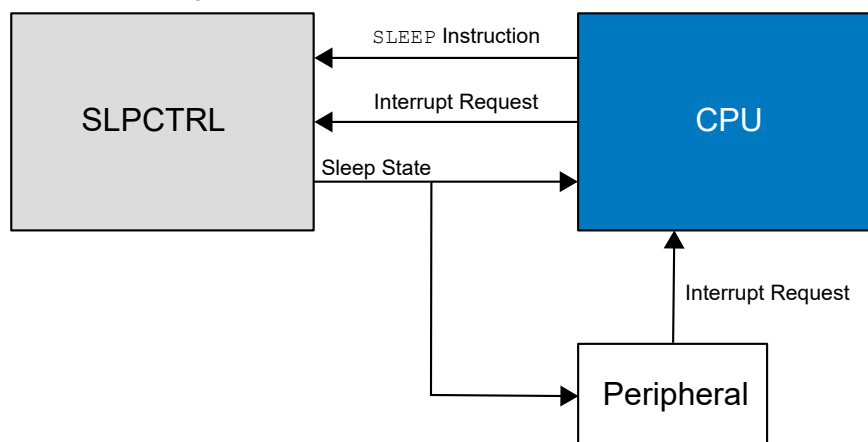 SLEEP Instruction
SLPCTRL
Interrupt Request
CPU
Sleep State
Interrupt Request
Peripheral